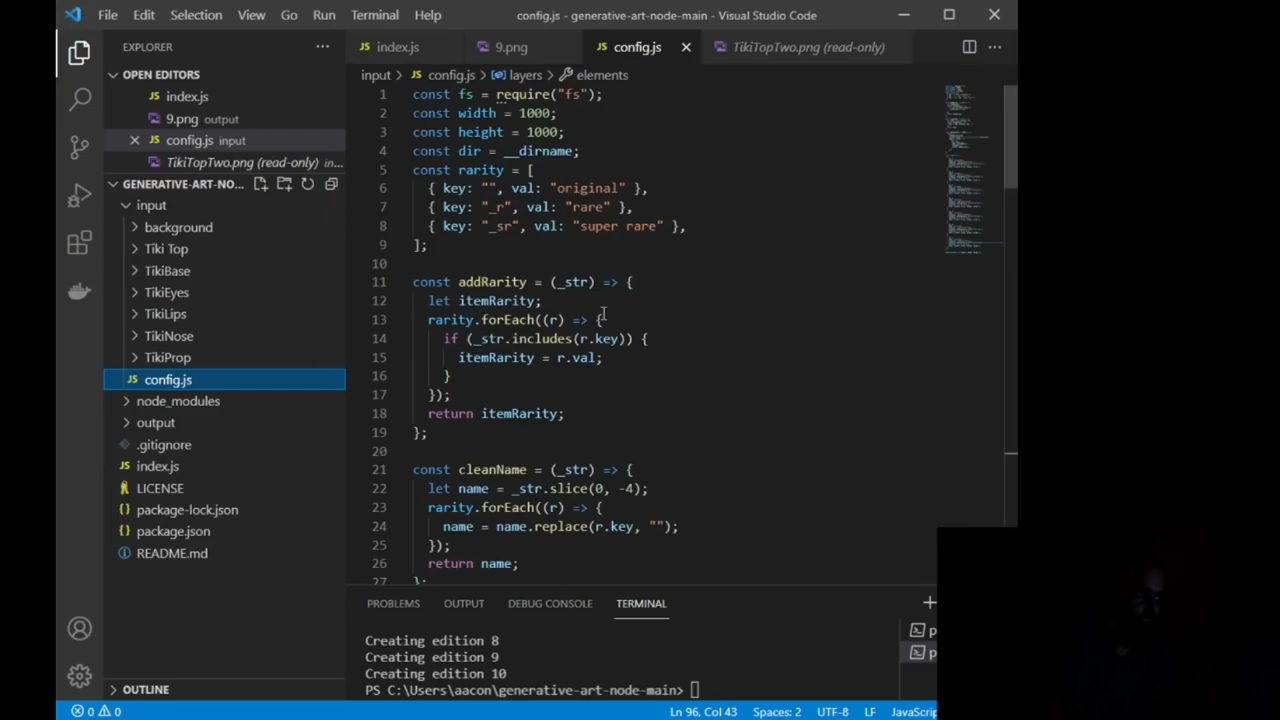 File Edit Selection View Go Run Terminal Help config.js - generative-art-node-main - Visual Studio Code
EXPLORER
OPEN EDITORS
index.js
9.png output
config.js input
TikiTopTwo.png (read-only) in...
GENERATIVE-ART-NO...
input
background
Tiki Top
TikiBase
TikiEyes
TikiLips
TikiNose
TikiProp
config.js
node_modules
output
.gitignore
index.js
LICENSE
package-lock.json
package.json
README.md
OUTLINE
index.js 9.png config.js TikiTopTwo.png (read-only)
input > config.js > layers > elements
1 const fs = require("fs");
2 const width = 1000;
3 const height = 1000;
4 const dir = __dirname;
5 const rarity = [
6 { key: "", val: "original" },
7 { key: "_r", val: "rare" },
8 { key: "_sr", val: "super rare" },
9 ];
10
11 const addRarity = (_str) => {
12 let itemRarity;
13 rarity.forEach((r) => {
14 if (_str.includes(r.key)) {
15 itemRarity = r.val;
16 }
17 });
18 return itemRarity;
19 };
20
21 const cleanName = (_str) => {
22 let name = _str.slice(0, -4);
23 rarity.forEach((r) => {
24 name = name.replace(r.key, "");
25 });
26 return name;
27 };
PROBLEMS OUTPUT DEBUG CONSOLE TERMINAL
Creating edition 8
Creating edition 9
Creating edition 10
PS C:\Users\aacon\generative-art-node-main>
p
p
0 0 Ln 96, Col 43 Spaces: 2 UTF-8 LF JavaScrip